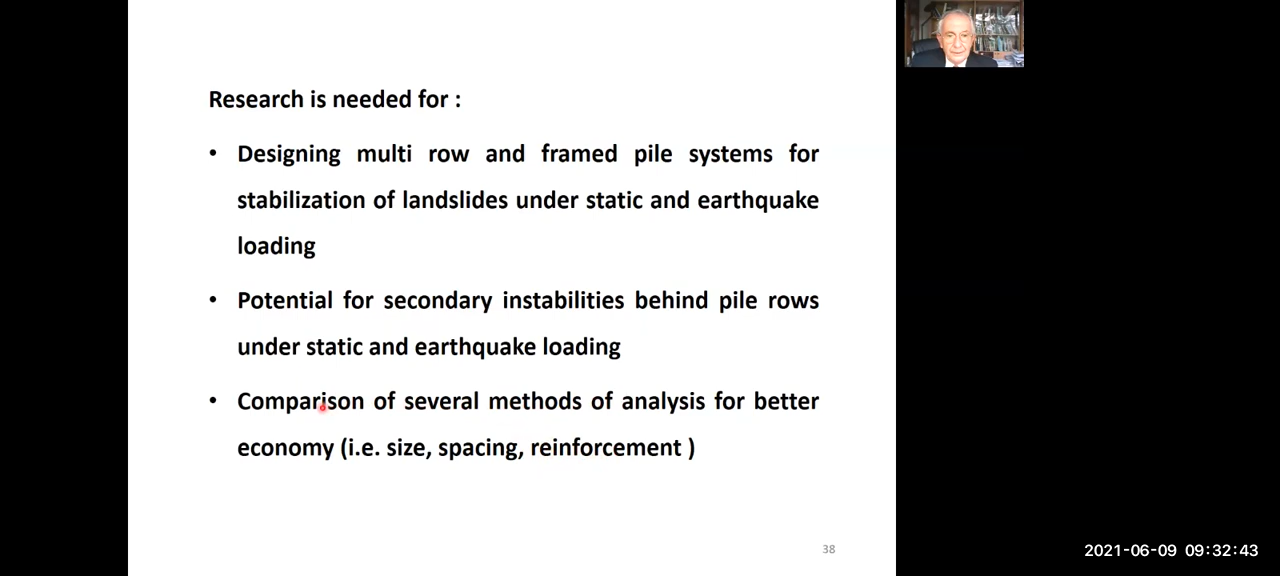 Research is needed for :
• Designing multi row and framed pile systems for
stabilization of landslides under static and earthquake
loading
• Potential for secondary instabilities behind pile rows
under static and earthquake loading
• Comparison of several methods of analysis for better
economy (i.e. size, spacing, reinforcement )
38
2021-06-09 09:32:43